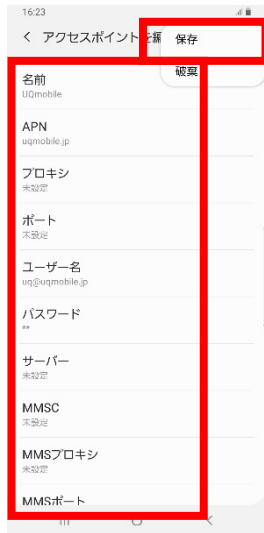 16:23
アクセスポイントを編
保存
破棄
名前
UQmobile
APN
uqmobile.jp
プロキシ
未設定
ポート
未設定
ユーザー名
uq@uqmobile.jp
パスワード
**
サーバー
未設定
MMSC
未設定
MMSプロキシ
未設定
MMSポート